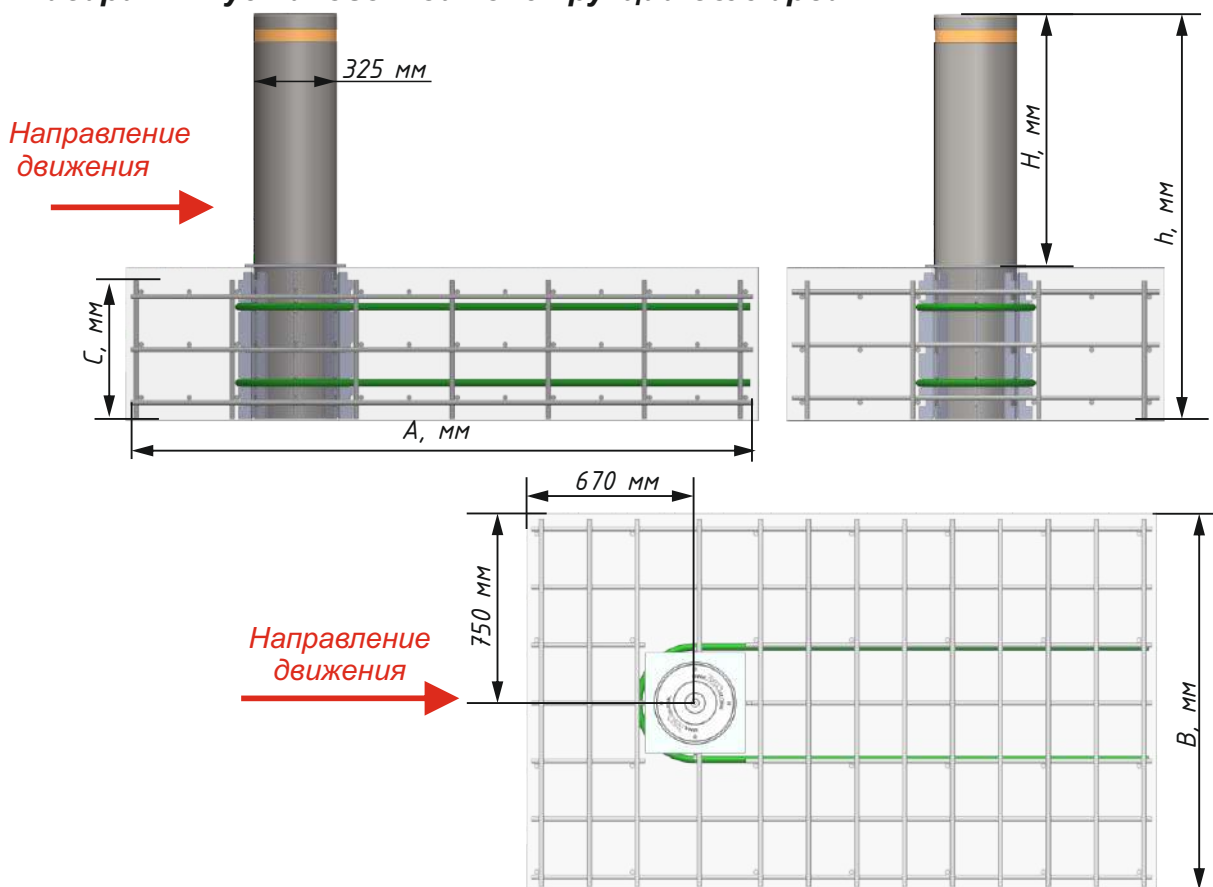 325 мм
Направление
движения
H, мм
h, мм
C, мм
A, мм
670 мм
750 мм
Направление
движения
B, мм